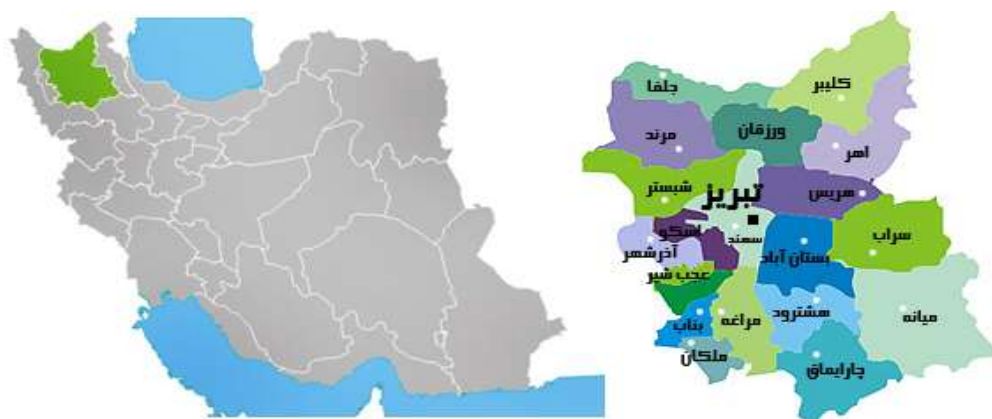 کلیبر
جلفا
ورزقان
مرند
اهر
شبستر
هریس
تبریز
اسکو
سهند
سراب
آذرشهر
بستان آباد
عجب شیر
هشترود
میانه
مراغه
بناب
ملکان
چارایماق